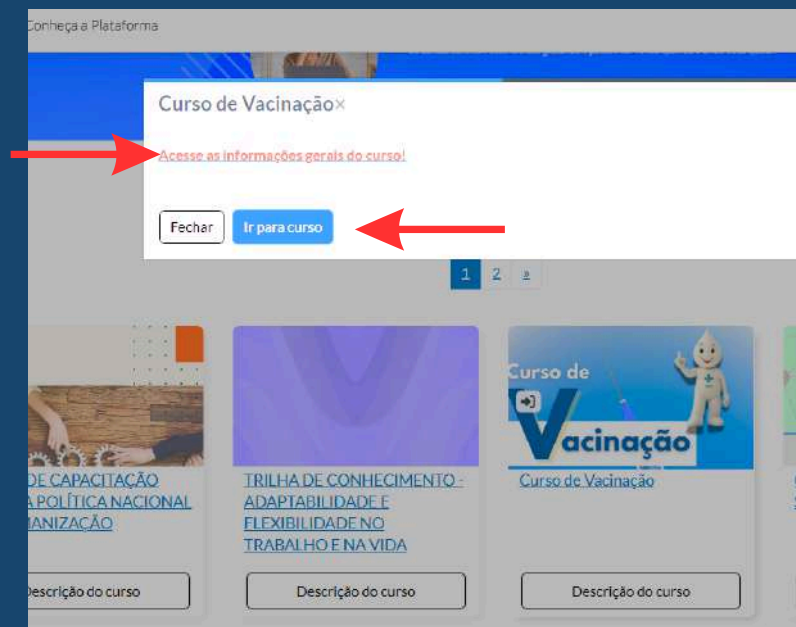 Conheça a Plataforma
Curso de Vacinação×
Acesse as informações gerais do curso!
Fechar
Ir para curso
1 2 »
Curso de
Vacinação
DE CAPACITAÇÃO
A POLÍTICA NACIONAL
MANIZAÇÃO
TRILHA DE CONHECIMENTO -
ADAPTABILIDADE E
FLEXIBILIDADE NO
TRABALHO E NA VIDA
Curso de Vacinação
Descrição do curso
Descrição do curso
Descrição do curso